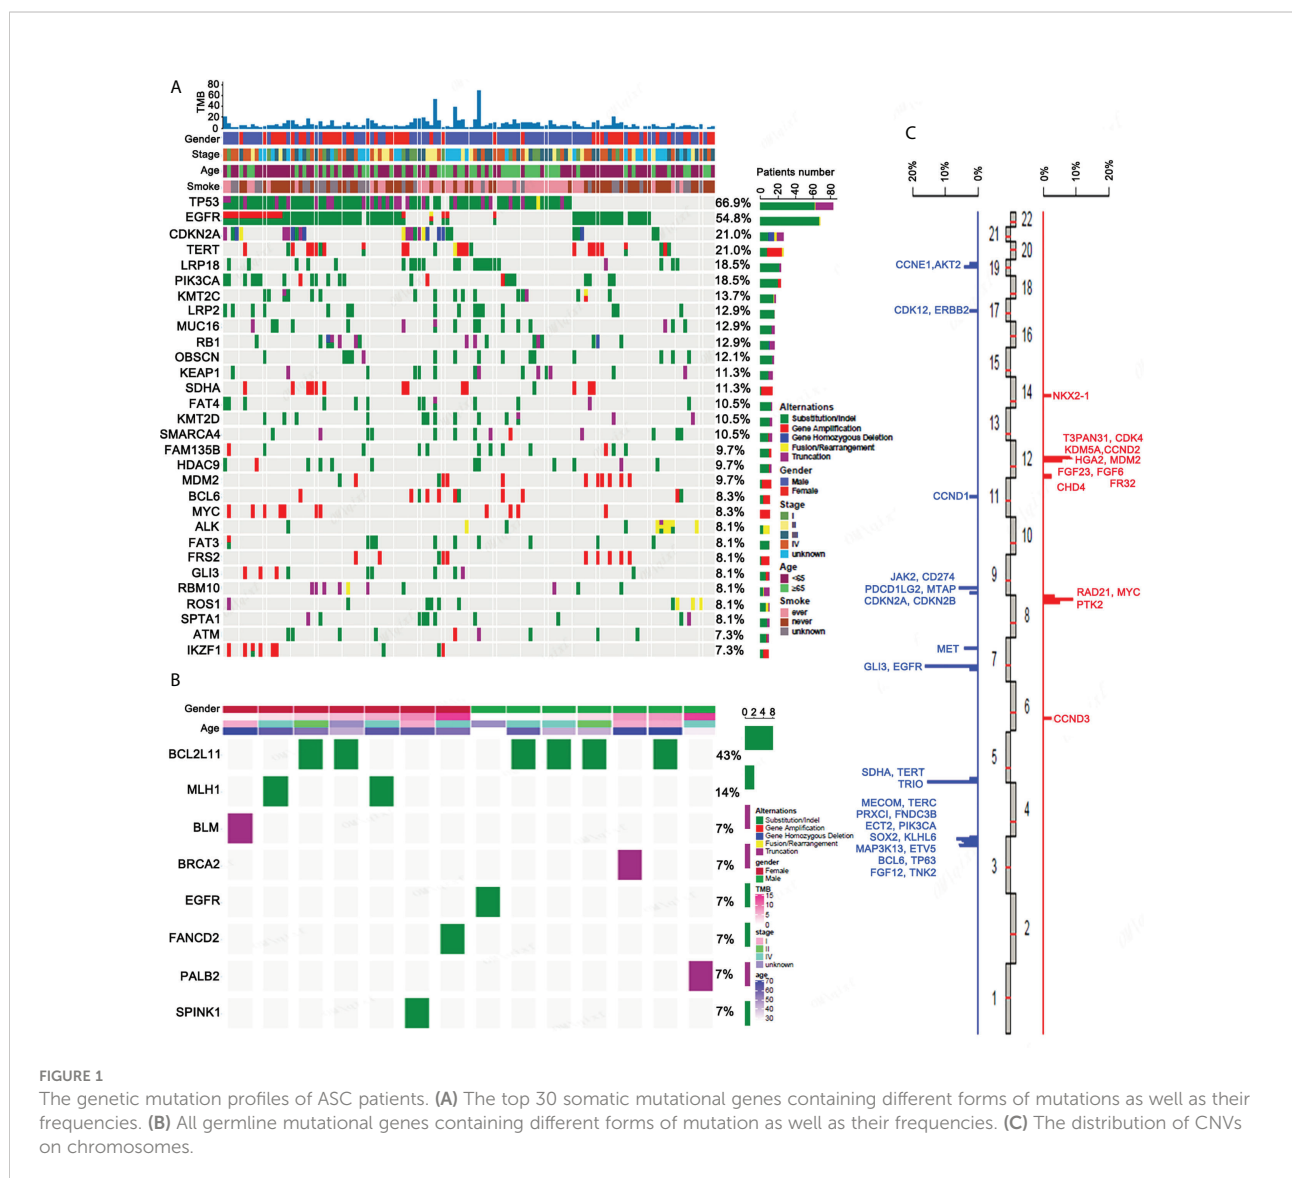 A
80
60
40
20
0
TMB
Gender
Stage
Age
Smoke
Patients number
0 20 40 60 80
TP53 66.9%
EGFR 54.8%
CDKN2A 21.0%
TERT 21.0%
LRP18 18.5%
PIK3CA 18.5%
KMT2C 13.7%
LRP2 12.9%
MUC16 12.9%
RB1 12.9%
OBSCN 12.1%
KEAP1 11.3%
SDHA 11.3%
FAT4 10.5%
KMT2D 10.5%
SMARCA4 10.5%
FAM135B 9.7%
HDAC9 9.7%
MDM2 9.7%
BCL6 8.3%
MYC 8.3%
ALK 8.1%
FAT3 8.1%
FRS2 8.1%
GLI3 8.1%
RBM10 8.1%
ROS1 8.1%
SPTA1 8.1%
ATM 7.3%
IKZF1 7.3%
Alternations
Substitution/Indel
Gene Amplification
Gene Homozygous Deletion
Fusion/Rearrangement
Truncation
Gender
Male
Female
Stage
I
II
III
IV
unknown
Age
<65
≥65
Smoke
ever
never
unknown
B
Gender
Age
0 2 4 6 8
BCL2L11 43%
MLH1 14%
BLM 7%
BRCA2 7%
EGFR 7%
FANCD2 7%
PALB2 7%
SPINK1 7%
Alternations
Substitution/Indel
Gene Amplification
Gene Homozygous Deletion
Fusion/Rearrangement
Truncation
gender
Female
Male
TMB
15
10
5
0
stage
I
II
IV
unknown
age
70
60
50
40
30
C
20% 0% 0% 10% 20%
22
21
20
19
18
17
16
15
14
13
12
11
10
9
8
7
6
5
4
3
2
1
CCNE1,AKT2
CDK12, ERBB2
CCND1
JAK2, CD274
PDCD1LG2, MTAP
CDKN2A, CDKN2B
MET
GLI3, EGFR
SDHA, TERT
TRIO
MECOM, TERC
PRXCI, FNDC3B
ECT2, PIK3CA
SOX2, KLHL6
MAP3K13, ETV5
BCL6, TP63
FGF12, TNK2
NKX2-1
T3PAN31, CDK4
KDM5A,CCND2
HGA2, MDM2
FGF23, FGF6
FR32
CHD4
RAD21, MYC
PTK2
CCND3
FIGURE 1
The genetic mutation profiles of ASC patients. (A) The top 30 somatic mutational genes containing different forms of mutations as well as their
frequencies. (B) All germline mutational genes containing different forms of mutation as well as their frequencies. (C) The distribution of CNVs
on chromosomes.